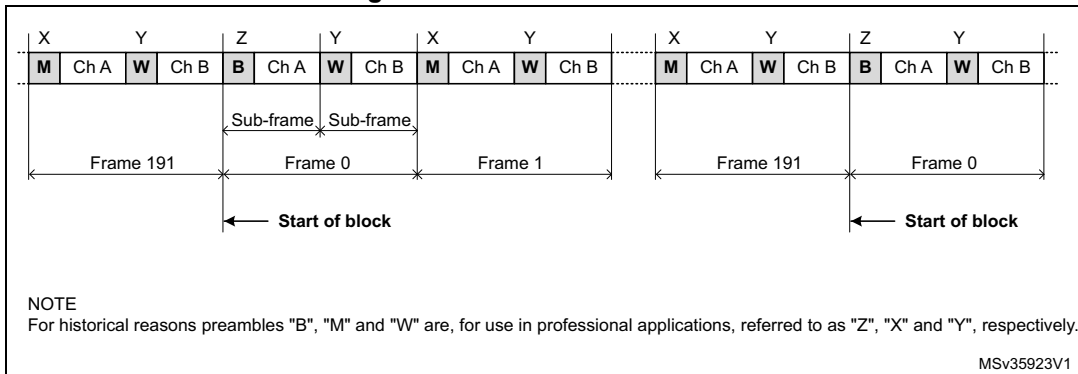 X Y Z Y X Y X Y Z Y
M Ch A W Ch B B Ch A W Ch B M Ch A W Ch B M Ch A W Ch B B Ch A W Ch B
Sub-frame Sub-frame
Frame 191 Frame 0 Frame 1 Frame 191 Frame 0
Start of block Start of block
NOTE
For historical reasons preambles "B", "M" and "W" are, for use in professional applications, referred to as "Z", "X" and "Y", respectively.
MSv35923V1